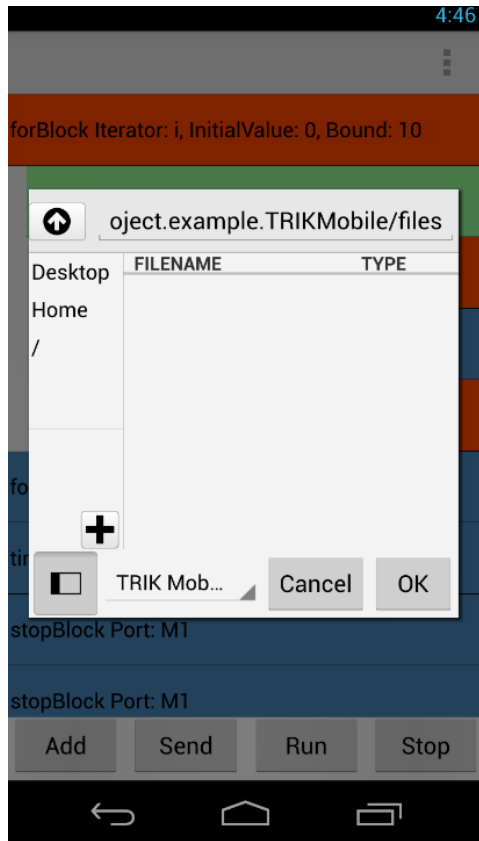 4:46
forBlock Iterator: i, InitialValue: 0, Bound: 10
oject.example.TRIKMobile/files
FILENAME TYPE
Desktop
Home
/
fo
tir
TRIK Mob... Cancel OK
stopBlock Port: M1
stopBlock Port: M1
Add Send Run Stop